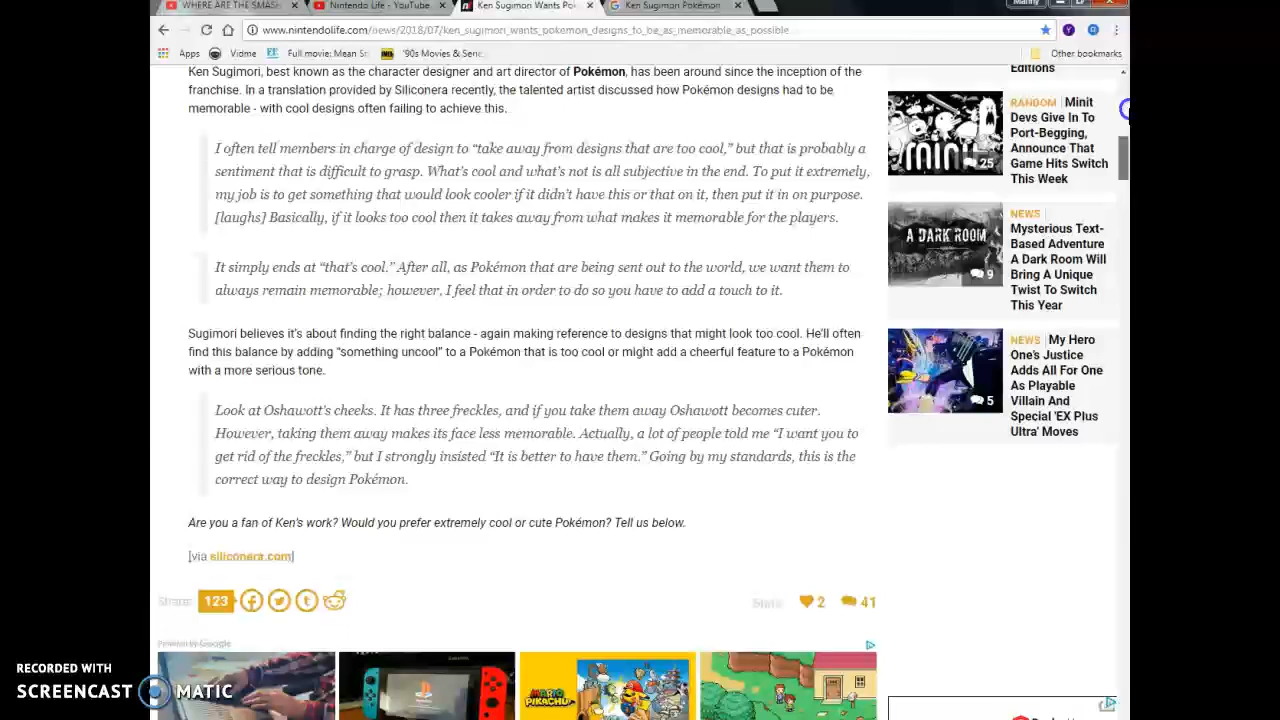 WHERE ARE THE SMASH
Nintendo Life - YouTube
Ken Sugimori Wants Po
Ken Sugimori Pokémon
Manny
www.nintendolife.com/news/2018/07/ken_sugimori_wants_pokemon_designs_to_be_as_memorable_as_possible
Apps
Vidme
Full movie: Mean S
'90s Movies & Seri
Other bookmarks
Ken Sugimori, best known as the character designer and art director of Pokémon, has been around since the inception of the
franchise. In a translation provided by Siliconera recently, the talented artist discussed how Pokémon designs had to be
memorable - with cool designs often failing to achieve this.
I often tell members in charge of design to “take away from designs that are too cool,” but that is probably a
sentiment that is difficult to grasp. What’s cool and what’s not is all subjective in the end. To put it extremely,
my job is to get something that would look cooler if it didn’t have this or that on it, then put it in on purpose.
[laughs] Basically, if it looks too cool then it takes away from what makes it memorable for the players.
It simply ends at “that’s cool.” After all, as Pokémon that are being sent out to the world, we want them to
always remain memorable; however, I feel that in order to do so you have to add a touch to it.
Sugimori believes it’s about finding the right balance - again making reference to designs that might look too cool. He’ll often
find this balance by adding “something uncool” to a Pokémon that is too cool or might add a cheerful feature to a Pokémon
with a more serious tone.
Look at Oshawott’s cheeks. It has three freckles, and if you take them away Oshawott becomes cuter.
However, taking them away makes its face less memorable. Actually, a lot of people told me “I want you to
get rid of the freckles,” but I strongly insisted “It is better to have them.” Going by my standards, this is the
correct way to design Pokémon.
Are you a fan of Ken's work? Would you prefer extremely cool or cute Pokémon? Tell us below.
[via siliconera.com]
Share:
123
2
41
Powered by Google
MARIO
PIKACHU
Editions
RANDOM Minit
Devs Give In To
Port-Begging,
Announce That
Game Hits Switch
This Week
MINIT
25
NEWS
Mysterious Text-
Based Adventure
A Dark Room Will
Bring A Unique
Twist To Switch
This Year
A DARK ROOM
9
NEWS My Hero
One's Justice
Adds All For One
As Playable
Villain And
Special 'EX Plus
Ultra' Moves
5
RECORDED WITH
SCREENCAST MATIC